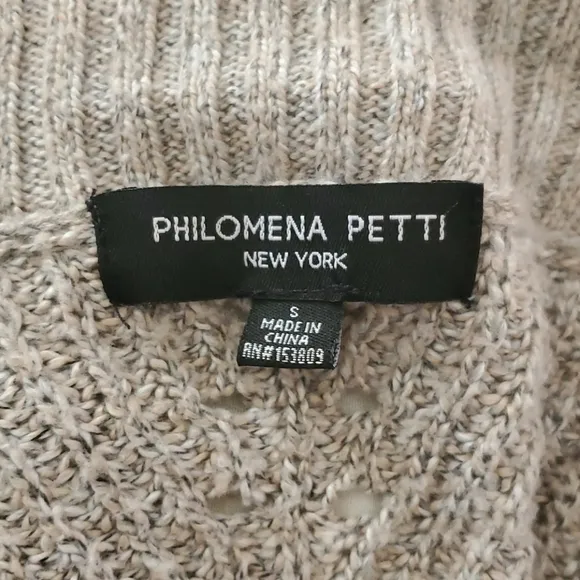 PHILOMENA PETTI
NEW YORK
S
MADE IN
CHINA
RN#153809